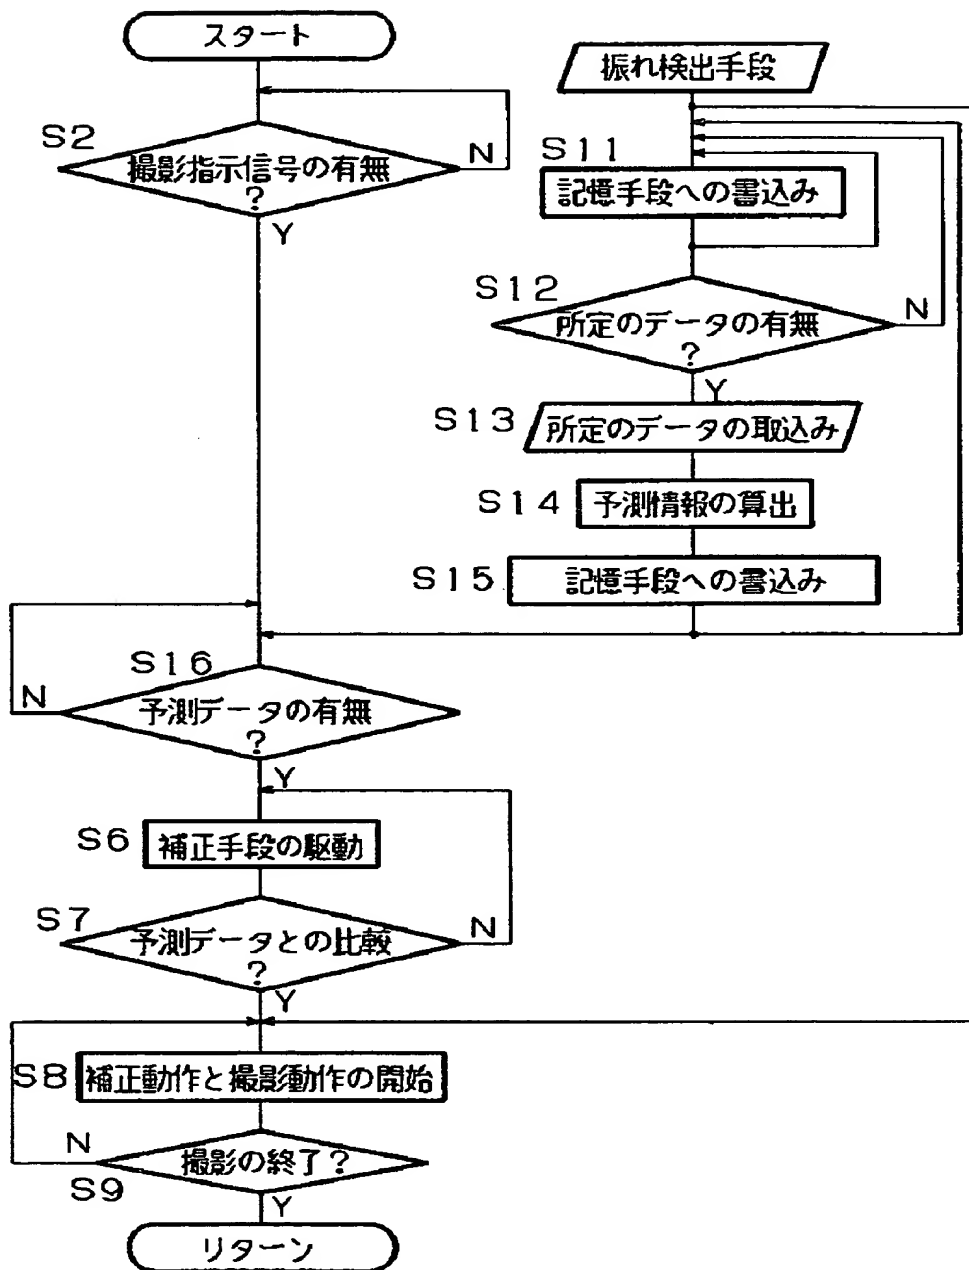 スタート
S2
撮影指示信号の有無
?
N
Y
振れ検出手段
S11
記憶手段への書込み
S12
所定のデータの有無
?
N
Y
S13
所定のデータの取込み
S14
予測情報の算出
S15
記憶手段への書込み
S16
予測データの有無
?
N
Y
S6
補正手段の駆動
S7
予測データとの比較
?
N
Y
S8
補正動作と撮影動作の開始
S9
撮影の終了?
N
Y
リターン